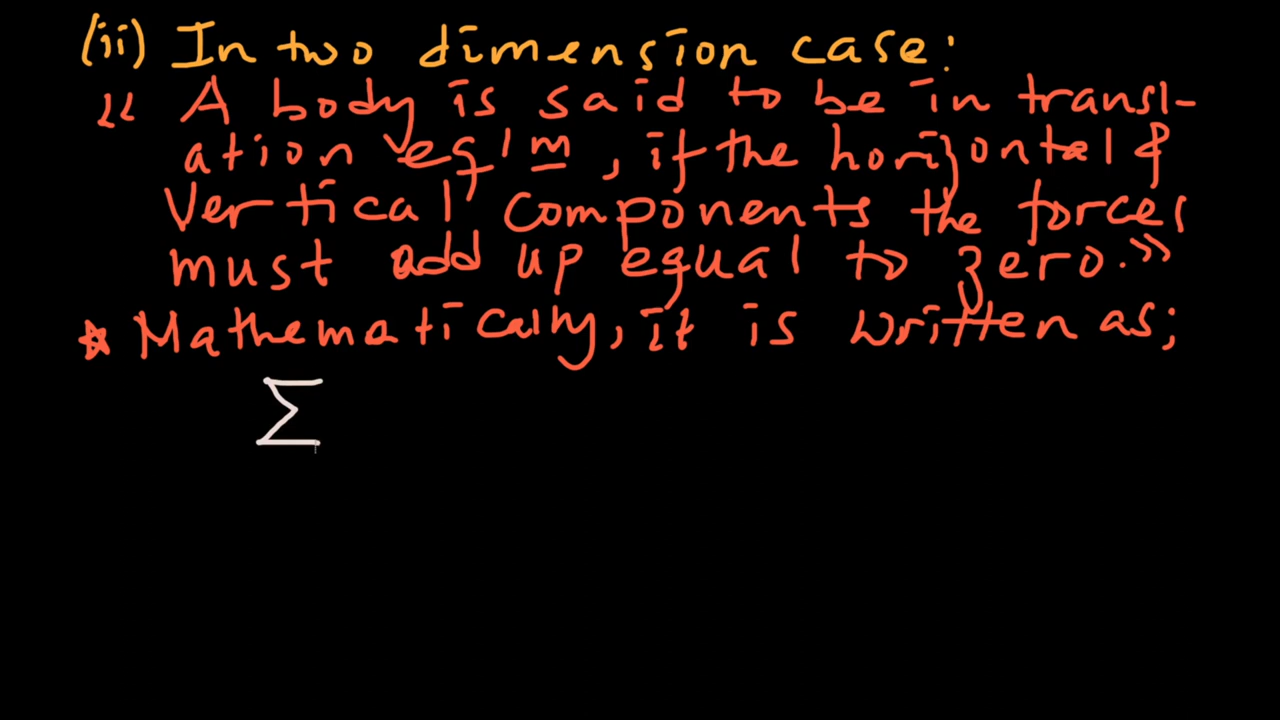 (ii) In two dimension case:
“ A body is said to be in transl-
ation eqlm, if the horizontal &
Vertical components the forces
must add up equal to zero.”
* Mathematically, it is written as;
Σ